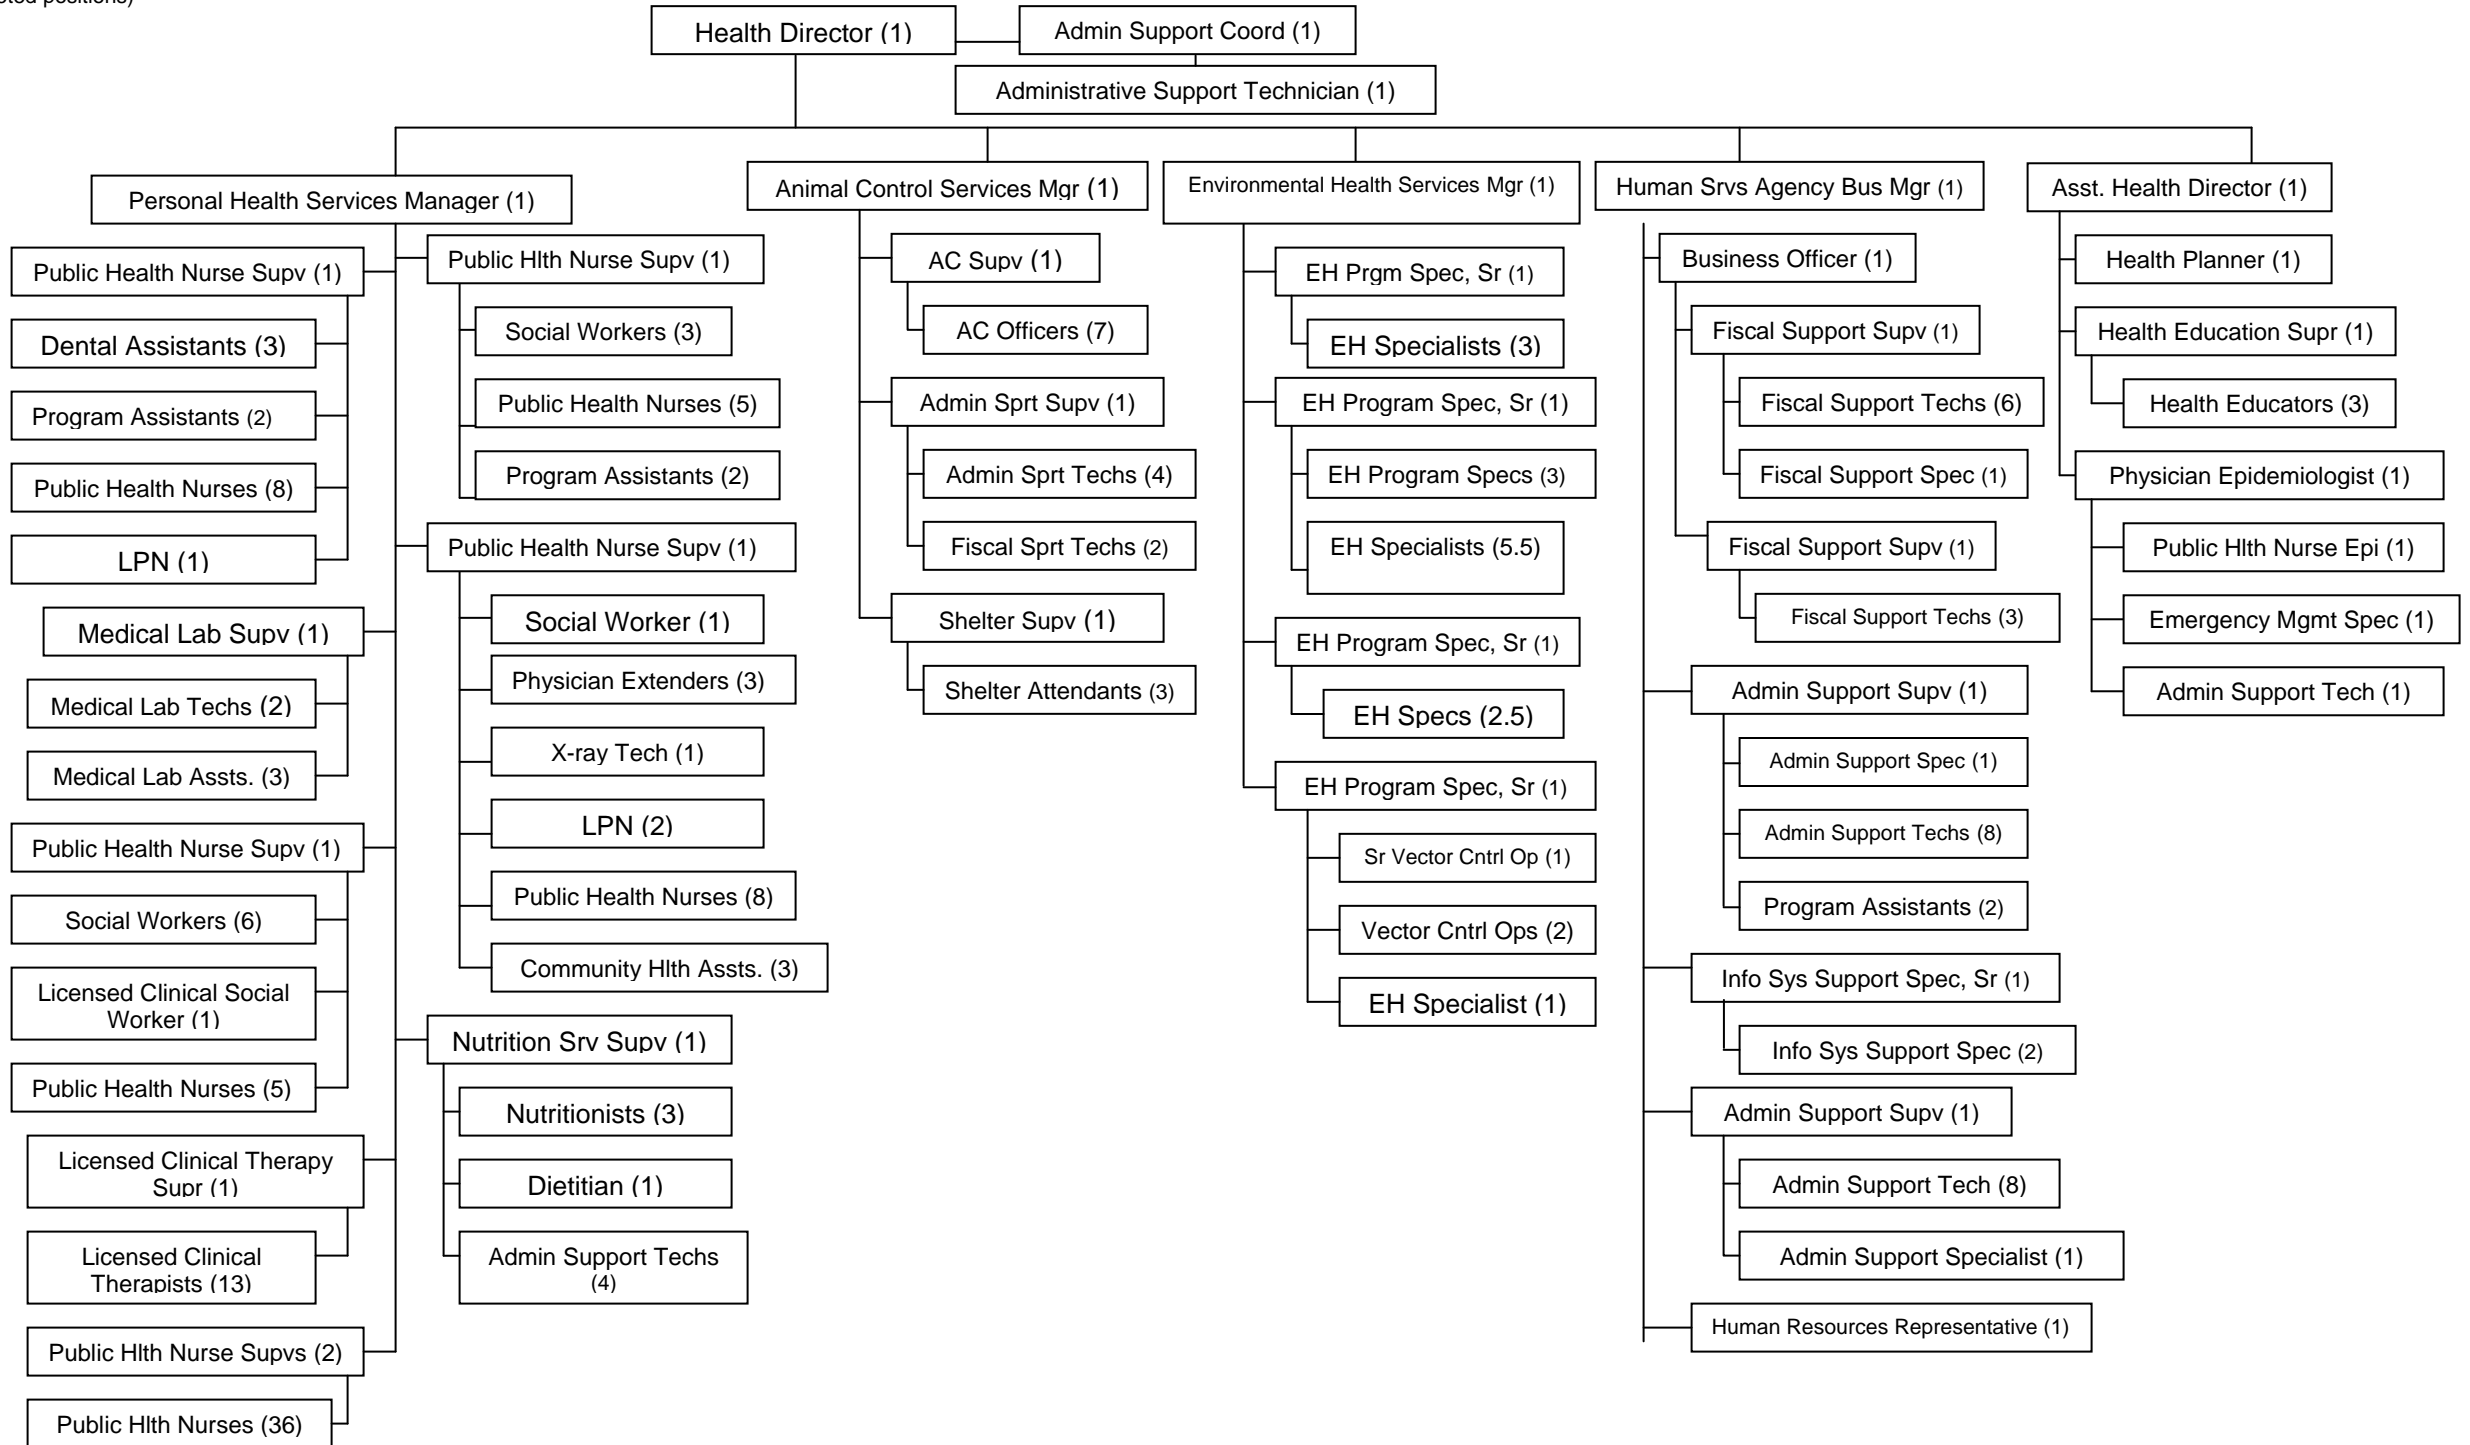 positions)
Health Director (1)
Admin Support Coord (1)
Administrative Support Technician (1)
Personal Health Services Manager (1)
Public Health Nurse Supv (1)
Dental Assistants (3)
Program Assistants (2)
Public Health Nurses (8)
LPN (1)
Medical Lab Supv (1)
Medical Lab Techs (2)
Medical Lab Assts. (3)
Public Health Nurse Supv (1)
Social Workers (6)
Licensed Clinical Social
Worker (1)
Public Health Nurses (5)
Licensed Clinical Therapy
Supr (1)
Licensed Clinical
Therapists (13)
Public Hlth Nurse Supvs (2)
Public Hlth Nurses (36)
Public Hlth Nurse Supv (1)
Social Workers (3)
Public Health Nurses (5)
Program Assistants (2)
Public Health Nurse Supv (1)
Social Worker (1)
Physician Extenders (3)
X-ray Tech (1)
LPN (2)
Public Health Nurses (8)
Community Hlth Assts. (3)
Nutrition Srv Supv (1)
Nutritionists (3)
Dietitian (1)
Admin Support Techs
(4)
Animal Control Services Mgr (1)
AC Supv (1)
AC Officers (7)
Admin Sprt Supv (1)
Admin Sprt Techs (4)
Fiscal Sprt Techs (2)
Shelter Supv (1)
Shelter Attendants (3)
Environmental Health Services Mgr (1)
EH Prgm Spec, Sr (1)
EH Specialists (3)
EH Program Spec, Sr (1)
EH Program Specs (3)
EH Specialists (5.5)
EH Program Spec, Sr (1)
EH Specs (2.5)
EH Program Spec, Sr (1)
Sr Vector Cntrl Op (1)
Vector Cntrl Ops (2)
EH Specialist (1)
Human Srvs Agency Bus Mgr (1)
Business Officer (1)
Fiscal Support Supv (1)
Fiscal Support Techs (6)
Fiscal Support Spec (1)
Fiscal Support Supv (1)
Fiscal Support Techs (3)
Admin Support Supv (1)
Admin Support Spec (1)
Admin Support Techs (8)
Program Assistants (2)
Info Sys Support Spec, Sr (1)
Info Sys Support Spec (2)
Admin Support Supv (1)
Admin Support Tech (8)
Admin Support Specialist (1)
Human Resources Representative (1)
Asst. Health Director (1)
Health Planner (1)
Health Education Supr (1)
Health Educators (3)
Physician Epidemiologist (1)
Public Hlth Nurse Epi (1)
Emergency Mgmt Spec (1)
Admin Support Tech (1)